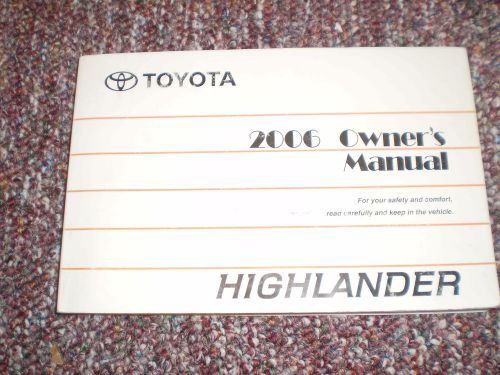 TOYOTA
2006 Owner's
Manual
For your safety and comfort,
read carefully and keep in the vehicle.
HIGHLANDER